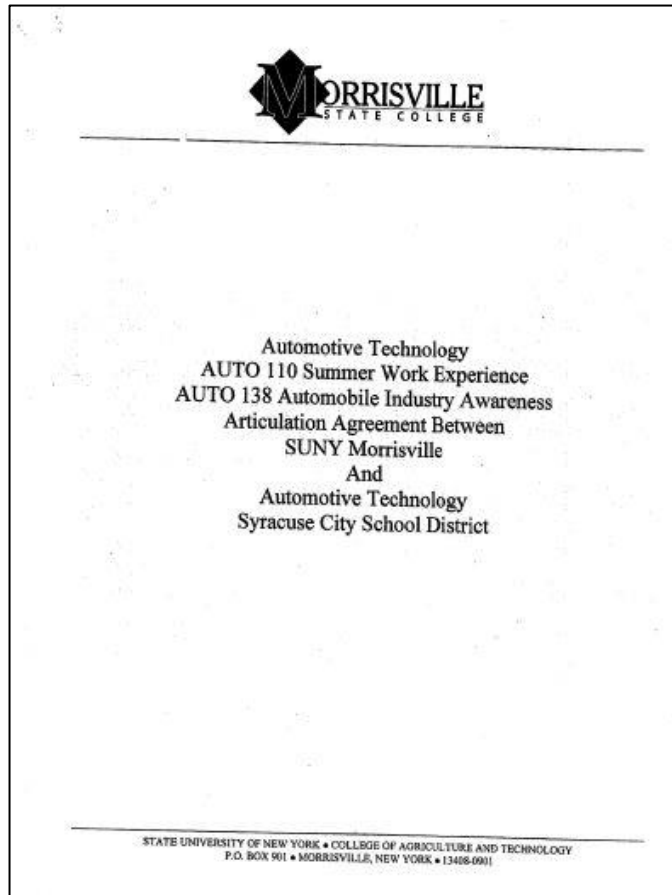 MORRISVILLE
STATE COLLEGE
Automotive Technology
AUTO 110 Summer Work Experience
AUTO 138 Automobile Industry Awareness
Articulation Agreement Between
SUNY Morrisville
And
Automotive Technology
Syracuse City School District
STATE UNIVERSITY OF NEW YORK • COLLEGE OF AGRICULTURE AND TECHNOLOGY
P.O. BOX 901 • MORRISVILLE, NEW YORK • 13408-0901